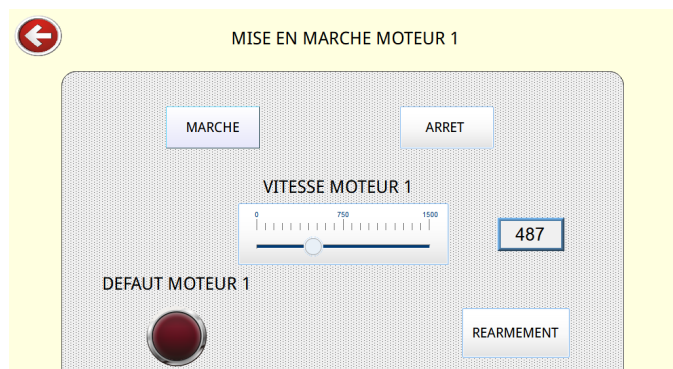 MISE EN MARCHE MOTEUR 1
MARCHE
ARRET
VITESSE MOTEUR 1
0 750 1500
487
DEFAUT MOTEUR 1
REARMEMENT